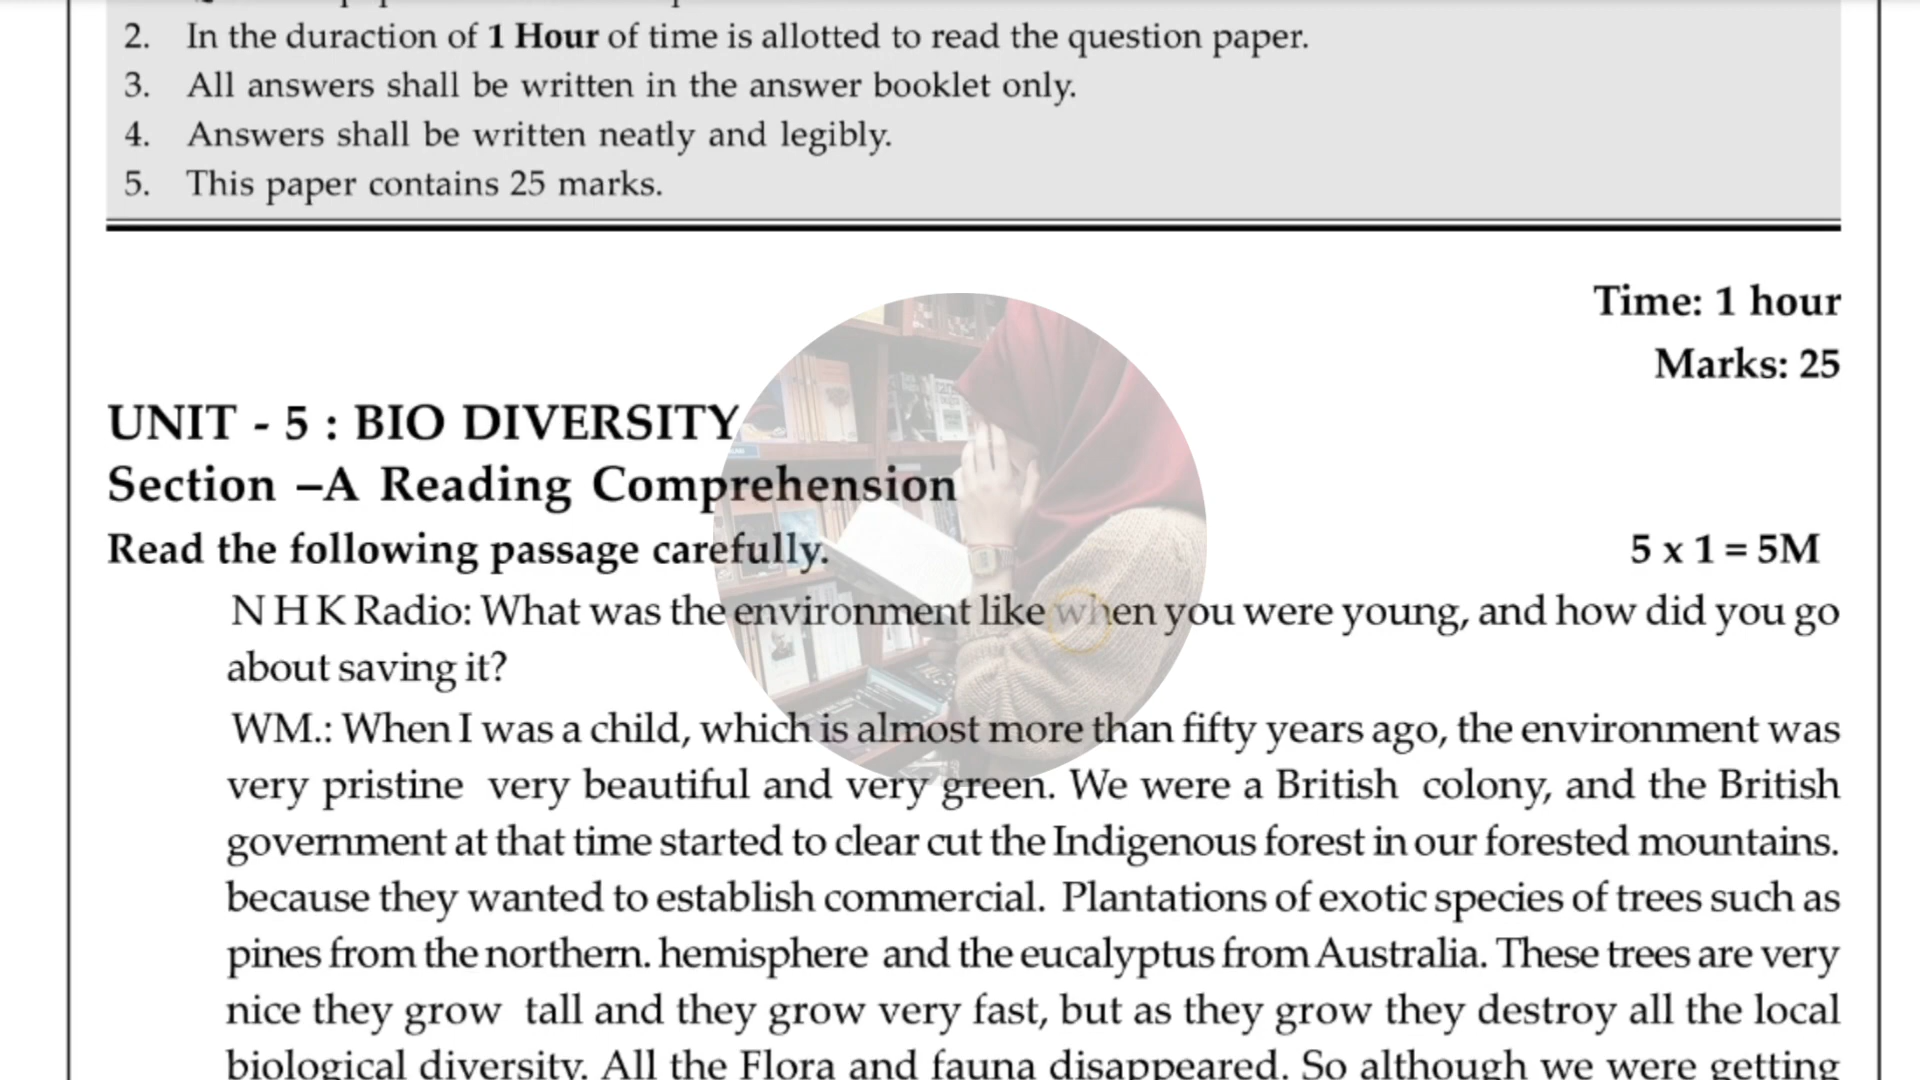 2. In the duraction of 1 Hour of time is allotted to read the question paper.
3. All answers shall be written in the answer booklet only.
4. Answers shall be written neatly and legibly.
5. This paper contains 25 marks.
Time: 1 hour
Marks: 25
UNIT - 5 : BIO DIVERSITY
Section –A Reading Comprehension
Read the following passage carefully. 5 x 1 = 5M
N H K Radio: What was the environment like when you were young, and how did you go
about saving it?
WM.: When I was a child, which is almost more than fifty years ago, the environment was
very pristine very beautiful and very green. We were a British colony, and the British
government at that time started to clear cut the Indigenous forest in our forested mountains.
because they wanted to establish commercial. Plantations of exotic species of trees such as
pines from the northern. hemisphere and the eucalyptus from Australia. These trees are very
nice they grow tall and they grow very fast, but as they grow they destroy all the local
biological diversity. All the Flora and fauna disappeared. So although we were getting